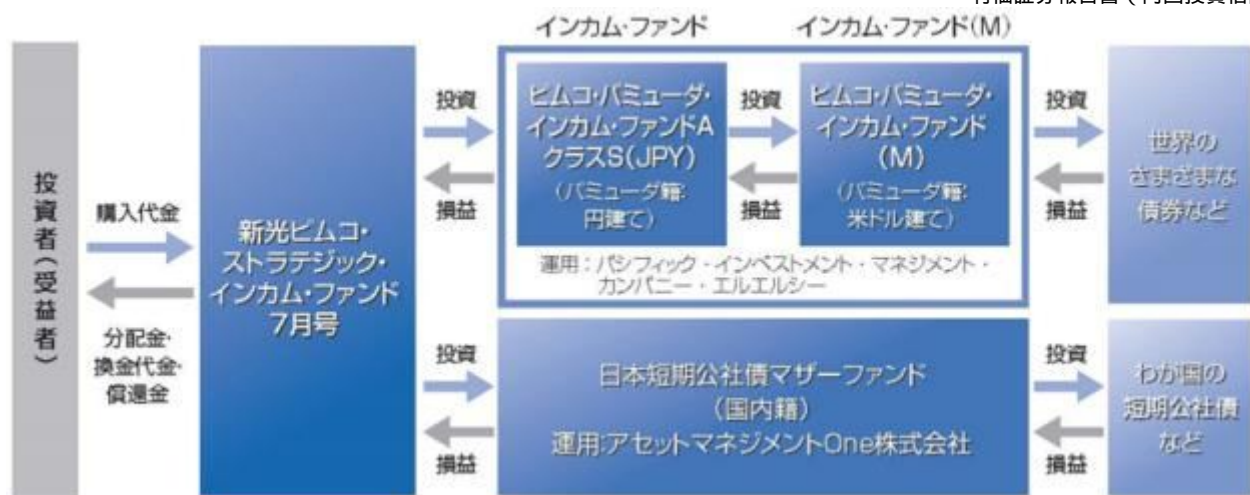 インカム・ファンド
インカム・ファンド(M)
投資者(受益者)
購入代金
分配金・
換金代金・
償還金
新光ピムコ・
ストラテジック・
インカム・ファンド
7月号
投資
損益
ピムコ・バミューダ・
インカム・ファンドA
クラスS(JPY)
(バミューダ籍:
円建て)
投資
損益
ピムコ・バミューダ・
インカム・ファンド
(M)
(バミューダ籍:
米ドル建て)
運用:パシフィック・インベストメント・マネジメント・
カンパニー・エルエルシー
投資
損益
世界の
さまざまな
債券など
投資
損益
日本短期公社債マザーファンド
(国内籍)
運用:アセットマネジメントOne株式会社
投資
損益
わが国の
短期公社債
など